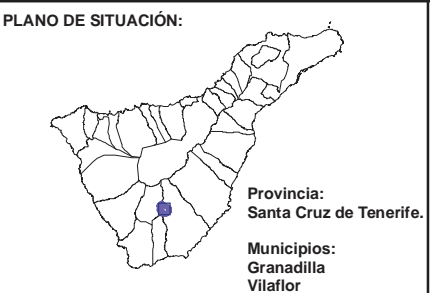 PLANO DE SITUACIÓN:
Provincia:
Santa Cruz de Tenerife.
Municipios:
Granadilla
Vilaflor